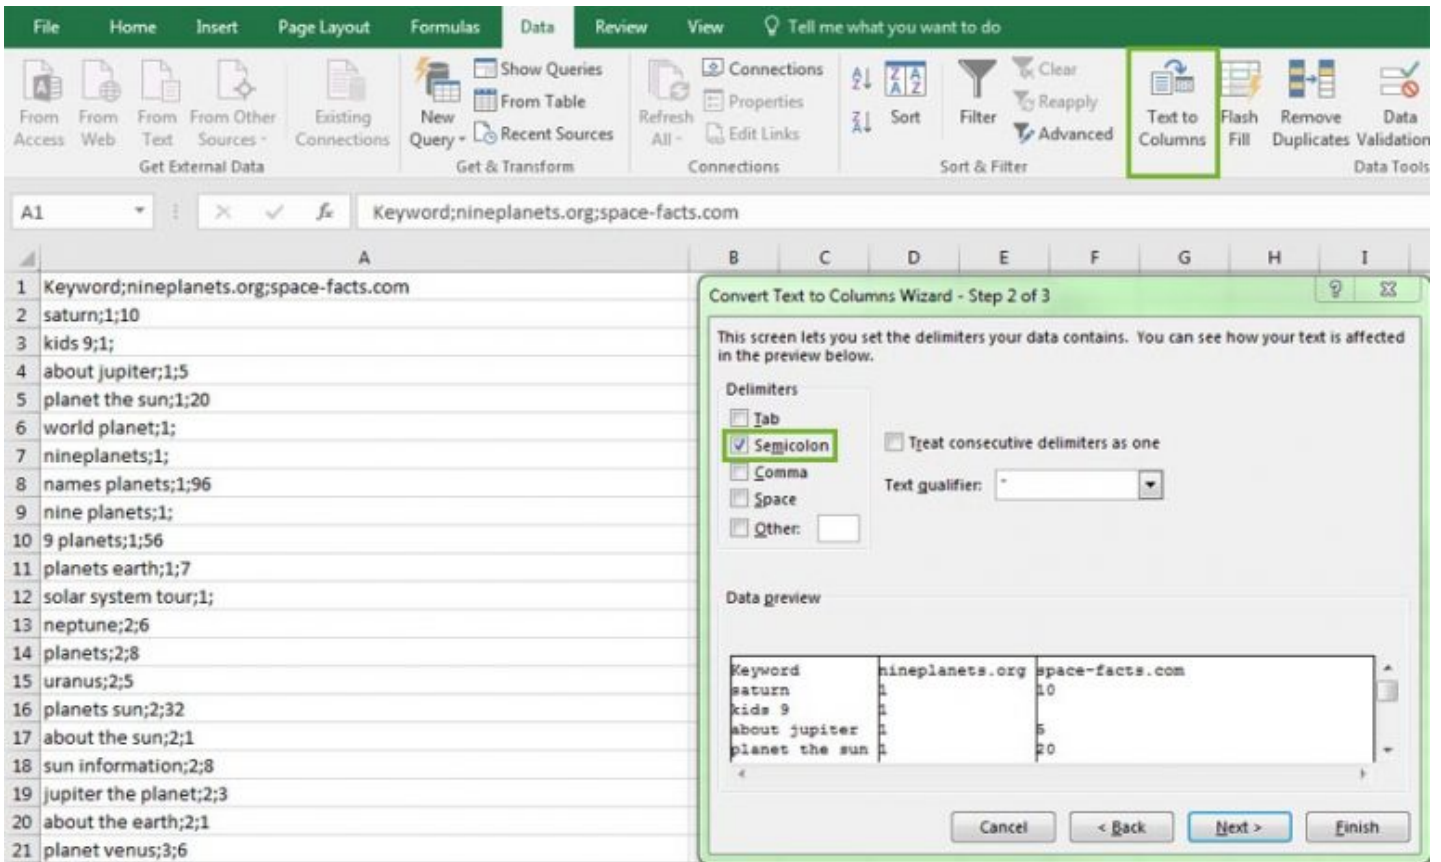 File Home Insert Page Layout Formulas Data Review View Tell me what you want to do
From Access From Web From Text From Other Sources Existing Connections New Query Show Queries From Table Recent Sources Refresh All Connections Properties Edit Links Sort Filter Clear Reapply Advanced Text to Columns Flash Fill Remove Duplicates Data Validation
Get External Data Get & Transform Connections Sort & Filter Data Tools
A1 fx Keyword;nineplanets.org;space-facts.com
A B C D E F G H I
1 Keyword;nineplanets.org;space-facts.com
2 saturn;1;10
3 kids 9;1;
4 about jupiter;1;5
5 planet the sun;1;20
6 world planet;1;
7 nineplanets;1;
8 names planets;1;96
9 nine planets;1;
10 9 planets;1;56
11 planets earth;1;7
12 solar system tour;1;
13 neptune;2;6
14 planets;2;8
15 uranus;2;5
16 planets sun;2;32
17 about the sun;2;1
18 sun information;2;8
19 jupiter the planet;2;3
20 about the earth;2;1
21 planet venus;3;6
Convert Text to Columns Wizard - Step 2 of 3
This screen lets you set the delimiters your data contains. You can see how your text is affected
in the preview below.
Delimiters
Tab
Semicolon
Comma
Space
Other:
Treat consecutive delimiters as one
Text qualifier: "
Data preview
Keyword nineplanets.org space-facts.com
saturn 1 10
kids 9 1
about jupiter 1 5
planet the sun 1 20
Cancel < Back Next > Finish